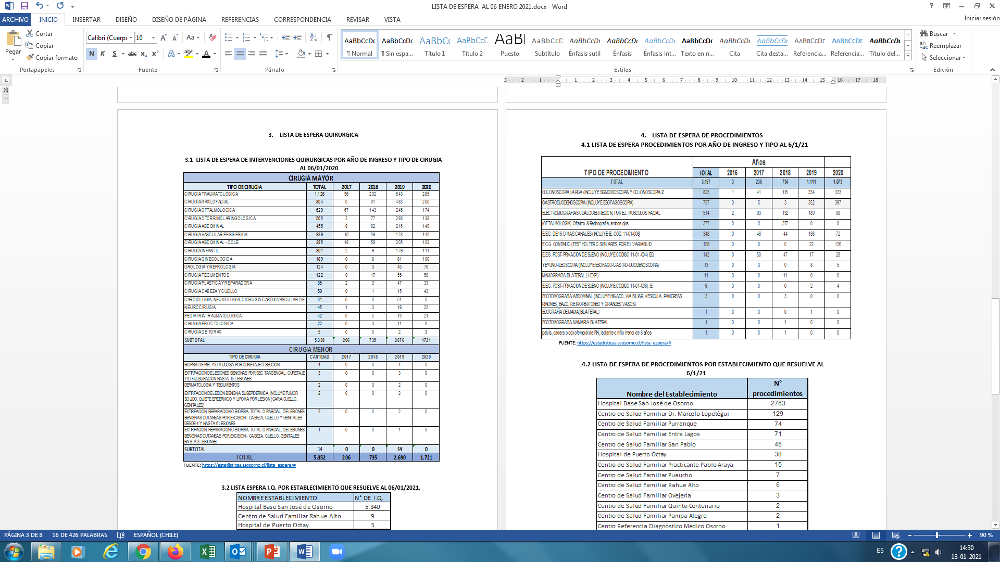 LISTA DE ESPERA  AL 06 ENERO 2021.docx - Word
ARCHIVO INICIO INSERTAR DISEÑO DISEÑO DE PÁGINA REFERENCIAS CORRESPONDENCIA REVISAR VISTA Iniciar sesión
Pegar
Cortar
Copiar
Copiar formato
Portapapeles
Calibri (Cuerpo 10
Fuente
Párrafo
¶ Normal ¶ Sin espa... Título 1 Título 2 Puesto Subtítulo Énfasis sutil Énfasis Énfasis int... Texto en n... Cita Cita desta... Referencia... Referencia... Título del...
Estilos
Buscar
Reemplazar
Seleccionar
Edición
3. LISTA DE ESPERA QUIRURGICA
3.1 LISTA DE ESPERA DE INTERVENCIONES QUIRURGICAS POR AÑO DE INGRESO Y TIPO DE CIRUGIA
AL 06/01/2020
CIRUGIA MAYOR
TIPO DE CIRUGIA TOTAL 2017 2018 2019 2020
CIRUGIA TRAUMATOLOGICA 1.126 96 202 543 285
CIRUGIA MAXILOFACIAL 804 0 61 483 260
CIRUGIA OFTALMOLOGICA 629 67 143 245 174
CIRUGIA OTORRINOLARINGOLOGICA 505 2 77 288 138
CIRUGIA ABDOMINAL 455 8 82 216 149
CIRUGIA VASCULAR PERIFERICA 389 10 59 178 142
CIRUGIA ABDOMINAL - COLE 385 18 59 205 103
CIRUGIA INFANTIL 301 2 9 179 111
CIRUGIA GINECOLOGICA 189 0 8 81 100
UROLOGIA Y NEFROLOGIA 124 0 3 45 76
CIRUGIA TEGUMENTOS 122 0 17 55 50
CIRUGIA PLASTICA Y REPARADORA 85 2 3 47 33
CIRUGIA CABEZA Y CUELLO 59 0 1 15 43
CARDIOLOGIA, NEUMOLOGIA, CICRUGIA CARDIOVASCULAR DE 51 0 0 51 0
NEUROCIRUGIA 45 1 3 19 22
PEDIATRIA TRAUMATOLOGICA 42 0 5 13 24
CIRUGIA PROCTOLOGICA 22 0 3 11 8
CIRUGIA DE TORAX 5 0 0 2 3
SUBTOTAL 5.338 206 735 2676 1721
CIRUGIA MENOR
TIPO DE CIRUGIA CANTIDAD 2017 2018 2019 2020
BIOPSIA DE PIEL Y/O MUCOSA POR CURETAJE O SECCION 4 0 0 4 0
EXTIRPACION DE LESIONES BENIGNAS POR SEC TANGENCIAL, CURETAJE
Y/O FULGURACION HASTA 15 LESIONES 3 0 0 3 0
DERMATOLOGIA Y TEGUMENTOS 2 0 0 2 0
EXTIRPACION DE LESION BENIGNA SUBEPIDERMICA, INCLUYE TUMOR
SOLIDO, QUISTE EPIDERMICO Y LIPOMA POR LESION (CARA,CUELLO,
GENITALES) 2 0 0 2 0
EXTIRPACION, REPARACION O BIOPSIA, TOTAL O PARCIAL, DE LESIONES
BENIGNAS CUTANEAS POR EXCISION - CABEZA, CUELLO Y GENITALES
DESDE 4 Y HASTA 6 LESIONES 2 0 0 2 0
EXTIRPACION, REPARACION O BIOPSIA, TOTAL O PARCIAL, DE LESIONES
BENIGNAS CUTANEAS POR EXCISION - CABEZA, CUELLO, GENITALES
HASTA 3 LESIONES 1 0 0 1 0
SUBTOTAL 14 0 0 14 0
TOTAL 5.352 206 735 2.690 1.721
FUENTE: https://estadisticas.ssosorno.cl/lista_espera/#
3.2 LISTA ESPERA I.Q. POR ESTABLECIMIENTO QUE RESUELVE AL 06/01/2021.
NOMBRE ESTABLECIMIENTO N° DE I.Q.
Hospital Base San José de Osorno 5.340
Centro de Salud Familiar Rahue Alto 9
Hospital de Puerto Octay 3
4. LISTA DE ESPERA DE PROCEDIMIENTOS
4.1 LISTA DE ESPERA PROCEDIMIENTOS POR AÑO DE INGRESO Y TIPO AL 6/1/21
Años
TIPO DE PROCEDIMIENTO TOTAL 2016 2017 2018 2019 2020
TOTAL 3.157 3 235 734 1.111 1.073
COLONOSCOPIA LARGA (INCLUYE SIGMOIDOSCOPIA Y COLONOSCOPIA IZ 825 1 41 115 334 333
GASTRODUODENOSCOPIA (INCLUYE ESOFAGOSCOPIA) 757 0 5 3 352 397
ELECTROMIOGRAFIAS CUALQUIER REGION, POR EJ.: MUSCULOS FACIAL 514 2 93 132 189 98
(OFTALMOLOGIA) Oftalmo- & Retinografía, ambos ojos 377 0 0 377 0 0
E.E.G. DE 16 O MAS CANALES (INCLUYE EL COD. 11-01-006) 348 0 46 44 186 72
E.C.G. CONTINUO (TEST HOLTER O SIMILARES, POR EJ. VARIABILID 158 0 0 0 22 136
E.E.G. POST- PRIVACION DE SUENO (INCLUYE CODIGO 11-01-004) EQ 142 0 50 47 17 28
YEYUNO-ILEOSCOPIA (INCLUYE ESOFAGO-GASTRO- DUODENOSCOPIA) 13 0 0 0 8 5
MAMOGRAFIA BILATERAL (4 EXP.) 11 0 0 11 0 0
E.E.G. POST- PRIVACION DE SUENO (INCLUYE CODIGO 11-01-006). E 6 0 0 0 2 4
ECOTOMOGRAFIA ABDOMINAL (INCLUYE HIGADO, VIA BILIAR, VESICULA, PANCREAS,
RIÑONES, BAZO, RETROPERITONEO Y GRANDES VASOS) 3 0 0 3 0 0
ECOGRAFÍA DE MAMA( BILATERAL) 1 0 0 0 1 0
ECOTOMOGRAFIA MAMARIA BILATERAL 1 0 0 1 0 0
pelvis, cadera o coxofemoral de RN, lactante o niño menor de 6 años 1 0 0 1 0 0
FUENTE: https://estadisticas.ssosorno.cl/lista_espera/#
4.2 LISTA DE ESPERA DE PROCEDIMIENTOS POR ESTABLECIMIENTO QUE RESUELVE AL
6/1/21
Nombre del Establecimiento N° procedimientos
Hospital Base San José de Osorno 2763
Centro de Salud Familiar Dr. Marcelo Lopetégui 129
Centro de Salud Familiar Purranque 74
Centro de Salud Familiar Entre Lagos 71
Centro de Salud Familiar San Pablo 46
Hospital de Puerto Octay 38
Centro de Salud Familiar Practicante Pablo Araya 15
Centro de Salud Familiar Puaucho 7
Centro de Salud Familiar Rahue Alto 6
Centro de Salud Familiar Ovejería 3
Centro de Salud Familiar Quinto Centenario 2
Centro de Salud Familiar Pampa Alegre 2
Centro Referencia Diagnóstico Médico Osorno 1
PÁGINA 3 DE 8 16 DE 426 PALABRAS ESPAÑOL (CHILE) 90 %
ES 14:30
13-01-2021